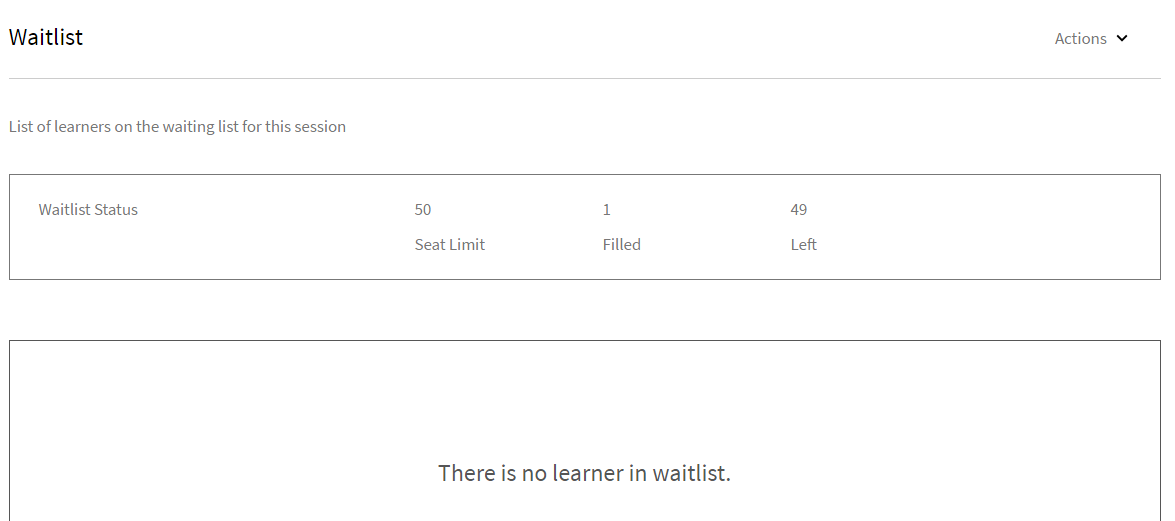 Waitlist
Actions
List of learners on the waiting list for this session
Waitlist Status 50 1 49
Seat Limit Filled Left
There is no learner in waitlist.